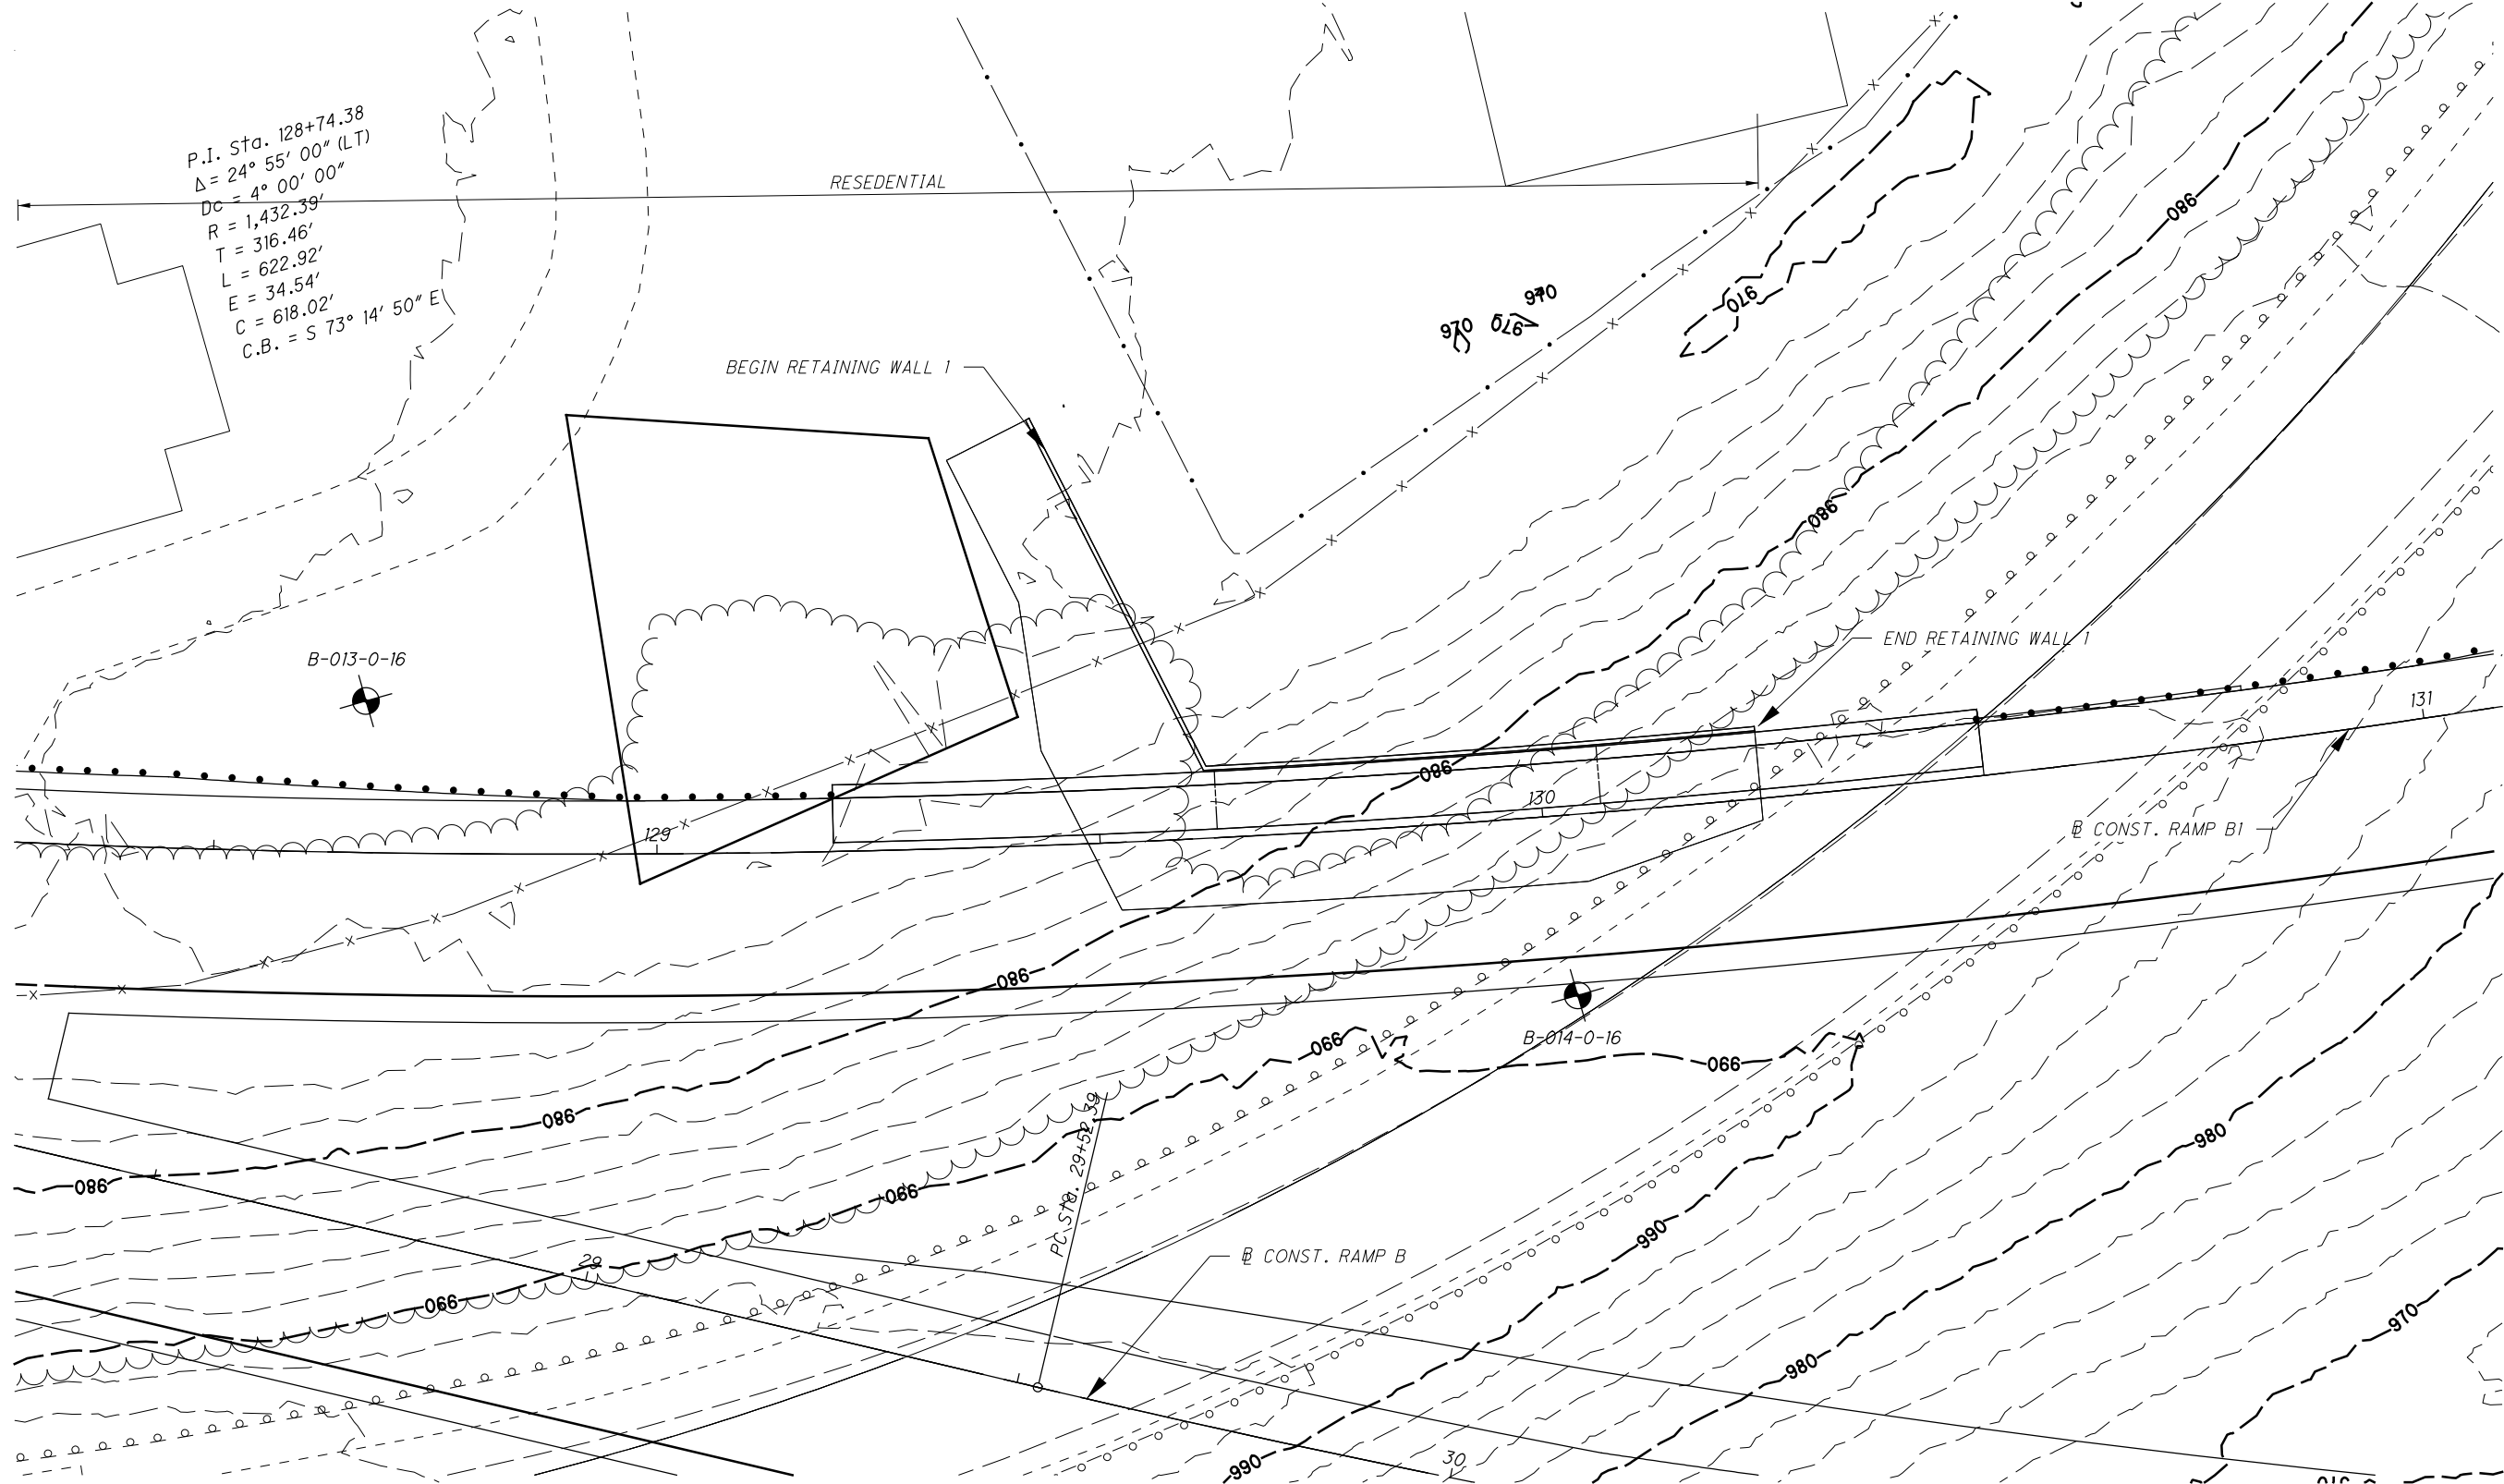 P.I. Sta. 128+74.38
Δ = 24° 55' 00" (LT)
Dc = 4° 00' 00"
R = 1,432.39'
T = 316.46'
L = 622.92'
E = 34.54'
C = 618.02'
C.B. = S 73° 14' 50" E
RESEDENTIAL
BEGIN RETAINING WALL 1
970
970
970
970
980
980
END RETAINING WALL 1
B-013-0-16
131
980
130
129
℄ CONST. RAMP B1
980
B-014-0-16
990
990
980
980
980
PC Sta. 29+52.39
990
990
29
℄ CONST. RAMP B
990
970
980
30
990
970